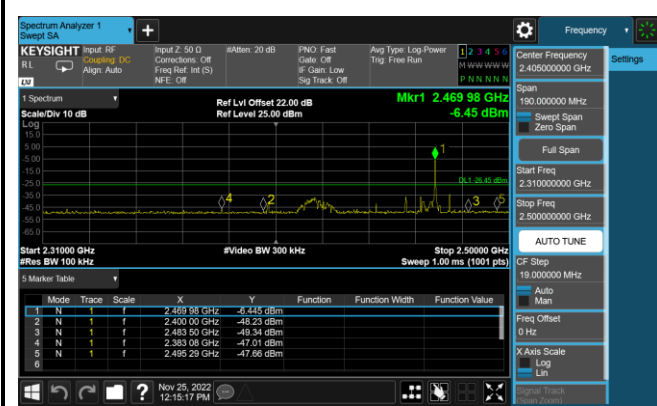 Spectrum Analyzer 1
Swept SA
+
Frequency
KEYSIGHT
RL
LXI
Input: RF
Coupling: DC
Align: Auto
Input Z: 50 Ω
Corrections: Off
Freq Ref: Int (S)
NFE: Off
#Atten: 20 dB
PNO: Fast
Gate: Off
IF Gain: Low
Sig Track: Off
Avg Type: Log-Power
Trig: Free Run
1 2 3 4 5 6
M W W W W W
P N N N N N
1 Spectrum
Scale/Div 10 dB
Ref Lvl Offset 22.00 dB
Ref Level 25.00 dBm
Mkr1 2.469 98 GHz
-6.45 dBm
Log
15.0
5.00
-5.00
-15.0
-25.0
-35.0
-45.0
-55.0
-65.0
1
DL1 -26.45 dBm
4
2
3
5
Start 2.31000 GHz
#Res BW 100 kHz
#Video BW 300 kHz
Stop 2.50000 GHz
Sweep 1.00 ms (1001 pts)
5 Marker Table
Mode Trace Scale X Y Function Function Width Function Value
1 N 1 f 2.469 98 GHz -6.445 dBm
2 N 1 f 2.400 00 GHz -48.23 dBm
3 N 1 f 2.483 50 GHz -49.34 dBm
4 N 1 f 2.383 08 GHz -47.01 dBm
5 N 1 f 2.495 29 GHz -47.66 dBm
6
?
Nov 25, 2022
12:15:17 PM
Center Frequency
2.405000000 GHz
Settings
Span
190.000000 MHz
Swept Span
Zero Span
Full Span
Start Freq
2.310000000 GHz
Stop Freq
2.500000000 GHz
AUTO TUNE
CF Step
19.000000 MHz
Auto
Man
Freq Offset
0 Hz
X Axis Scale
Log
Lin
Signal Track
(Span Zoom)